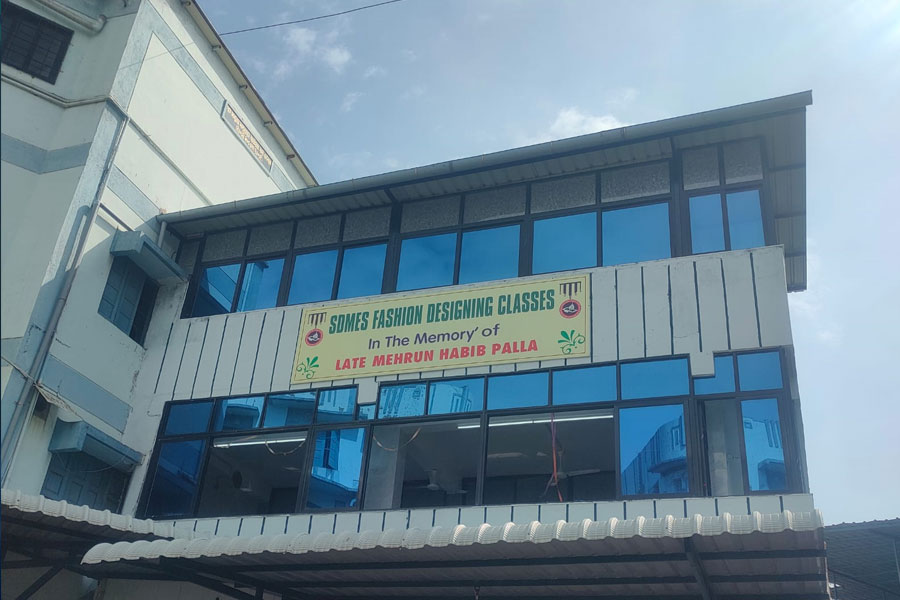 SDMES FASHION DESIGNING CLASSES
In The Memory' of
LATE MEHRUN HABIB PALLA